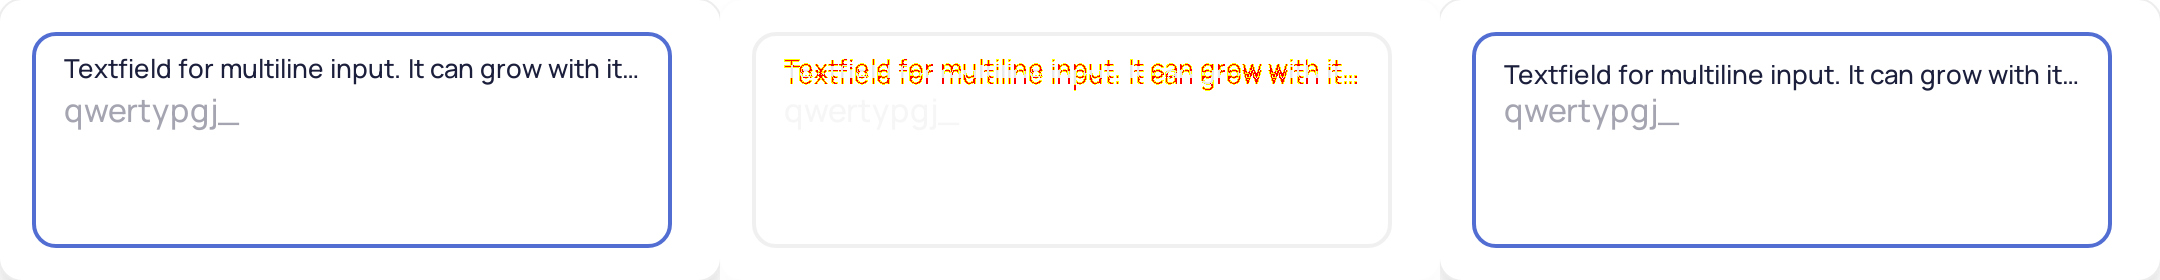 Textfield for multiline input. It can grow with it...
qwertypgj_
Textfield for multiline input. It can grow with it...
qwertypgj_
Textfield for multiline input. It can grow with it...
qwertypgj_